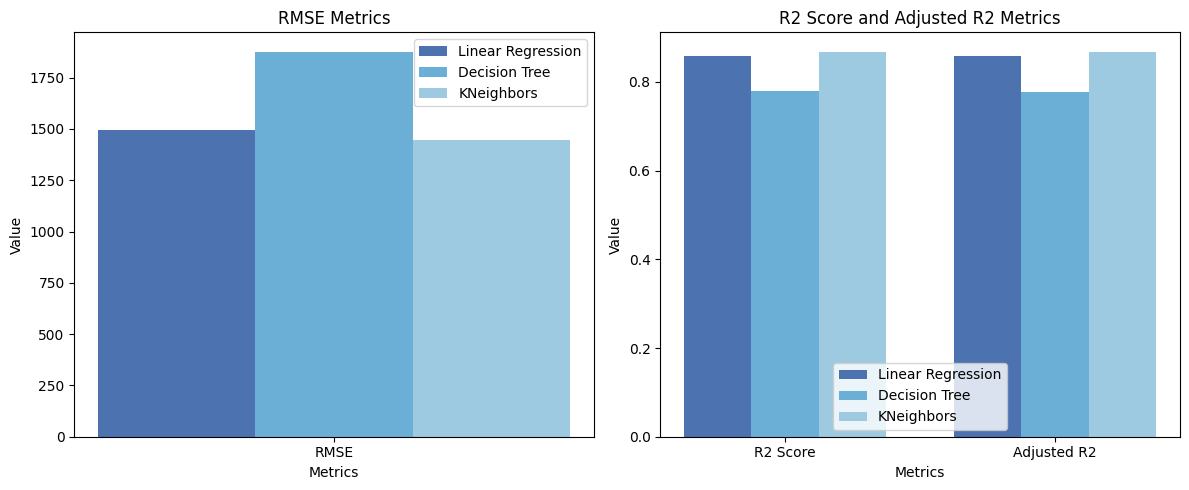 RMSE Metrics
Value
1750
1500
1250
1000
750
500
250
0
Linear Regression
Decision Tree
KNeighbors
RMSE
Metrics
R2 Score and Adjusted R2 Metrics
Value
0.8
0.6
0.4
0.2
0.0
Linear Regression
Decision Tree
KNeighbors
R2 Score
Adjusted R2
Metrics